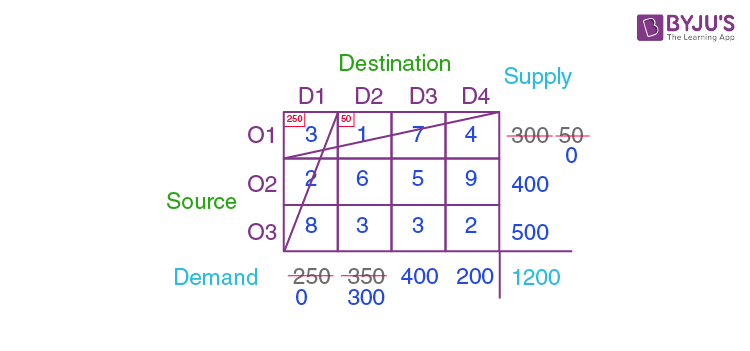 BYJU'S
The Learning App
Destination
Supply
D1 D2 D3 D4
250 50
O1 3 1 7 4 300 50
0
O2 2 6 5 9 400
Source
O3 8 3 3 2 500
Demand 250 350 400 200 1200
0 300